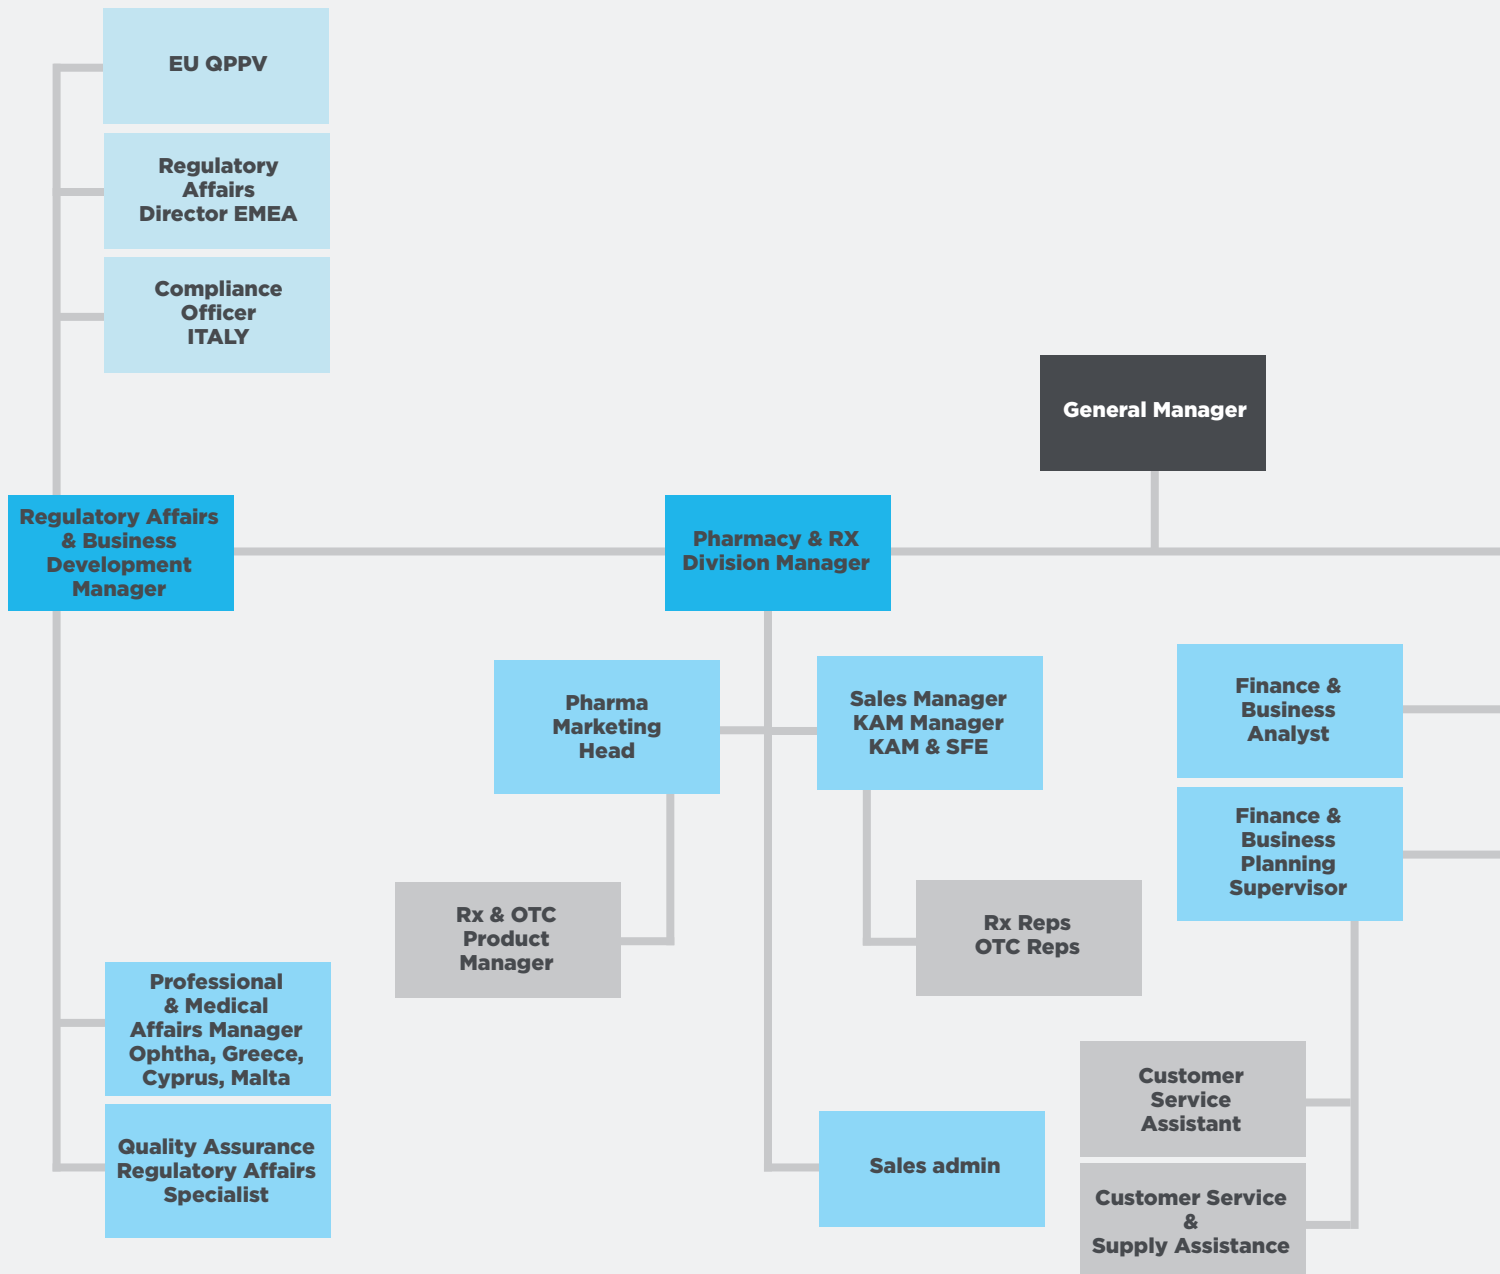 EU QPPV
Regulatory
Affairs
Director EMEA
Compliance
Officer
ITALY
General Manager
Regulatory Affairs
& Business
Development
Manager
Pharmacy & RX
Division Manager
Pharma
Marketing
Head
Sales Manager
KAM Manager
KAM & SFE
Finance &
Business
Analyst
Finance &
Business
Planning
Supervisor
Rx & OTC
Product
Manager
Rx Reps
OTC Reps
Professional
& Medical
Affairs Manager
Ophtha, Greece,
Cyprus, Malta
Quality Assurance
Regulatory Affairs
Specialist
Sales admin
Customer
Service
Assistant
Customer Service
&
Supply Assistance